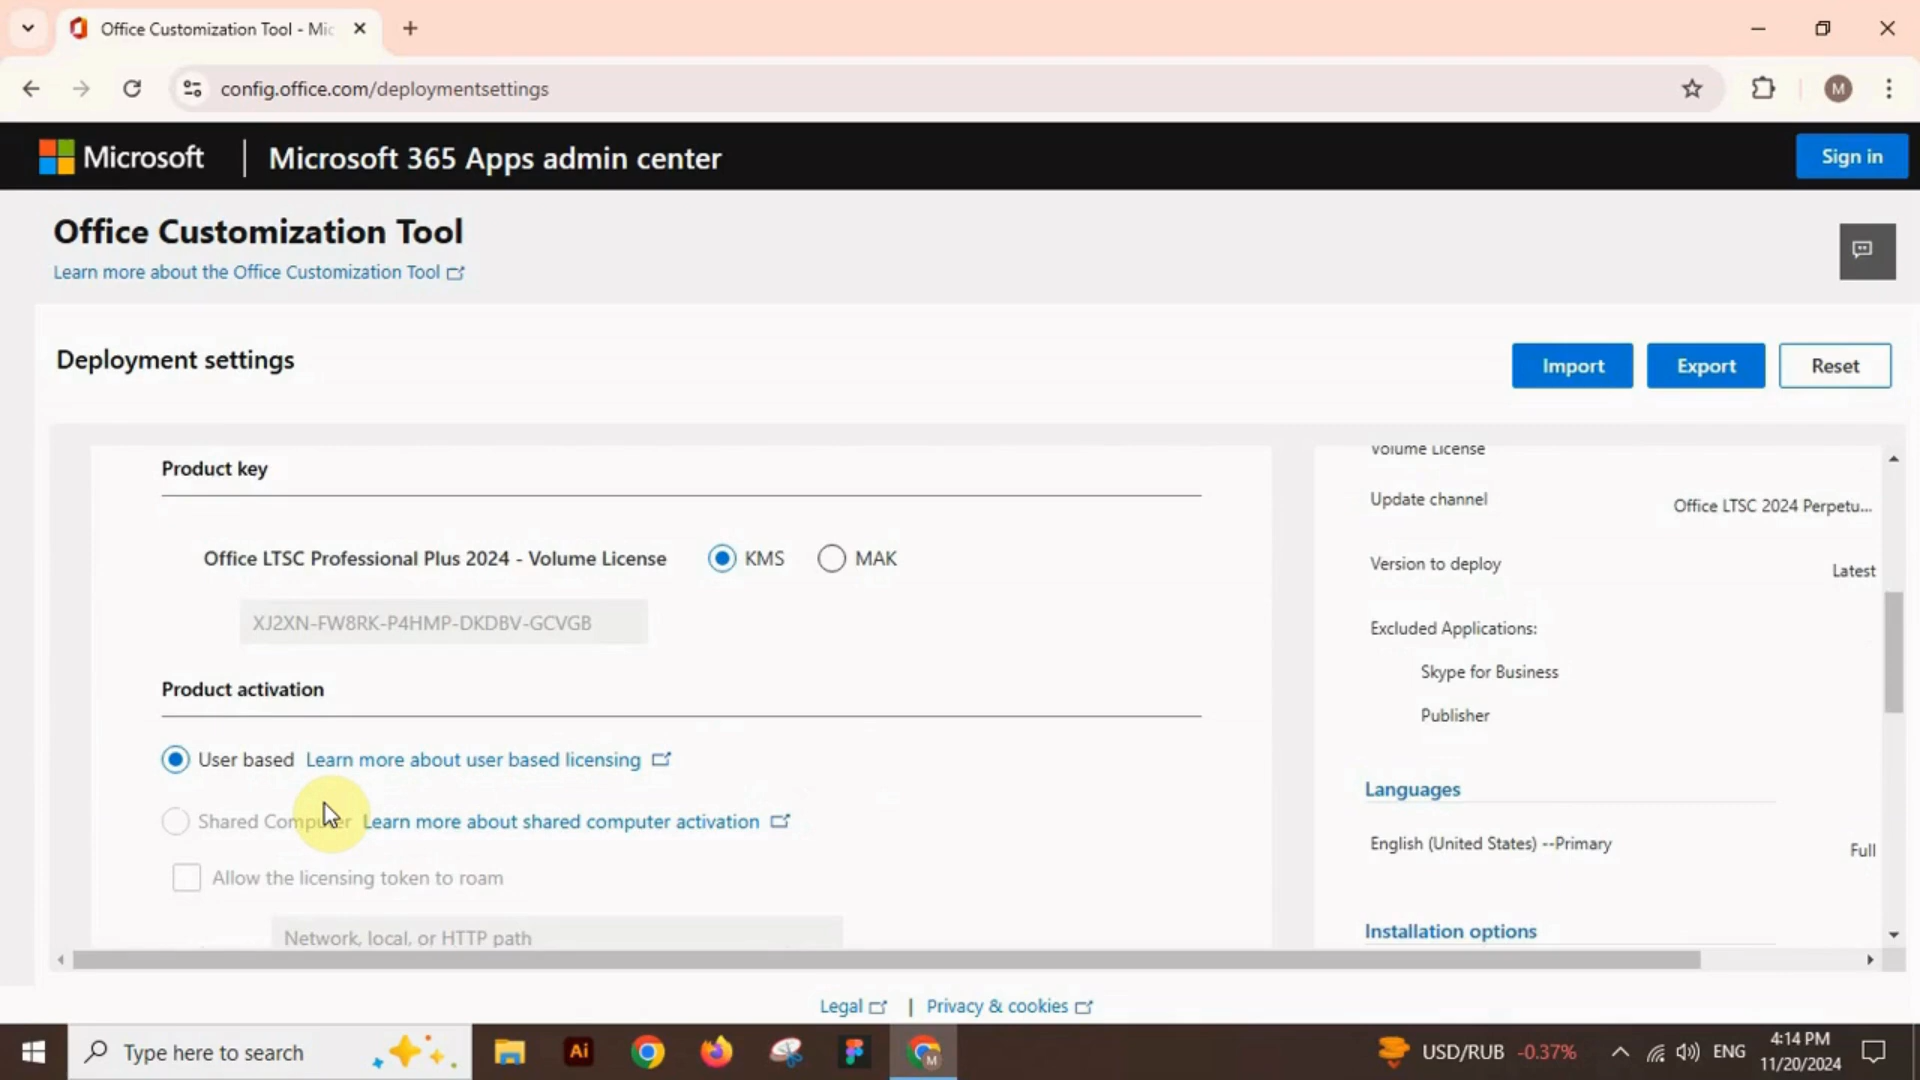 Office Customization Tool - Mic
config.office.com/deploymentsettings
M
Microsoft
Microsoft 365 Apps admin center
Sign in
Office Customization Tool
Learn more about the Office Customization Tool
Deployment settings
Import
Export
Reset
Product key
Office LTSC Professional Plus 2024 - Volume License
KMS
MAK
XJ2XN-FW8RK-P4HMP-DKDBV-GCVGB
Product activation
User based
Learn more about user based licensing
Shared Computer
Learn more about shared computer activation
Allow the licensing token to roam
Network, local, or HTTP path
Volume License
Update channel
Office LTSC 2024 Perpetu...
Version to deploy
Latest
Excluded Applications:
Skype for Business
Publisher
Languages
English (United States) --Primary
Full
Installation options
Legal
|
Privacy & cookies
Type here to search
Ai
M
USD/RUB -0.37%
ENG
4:14 PM
11/20/2024